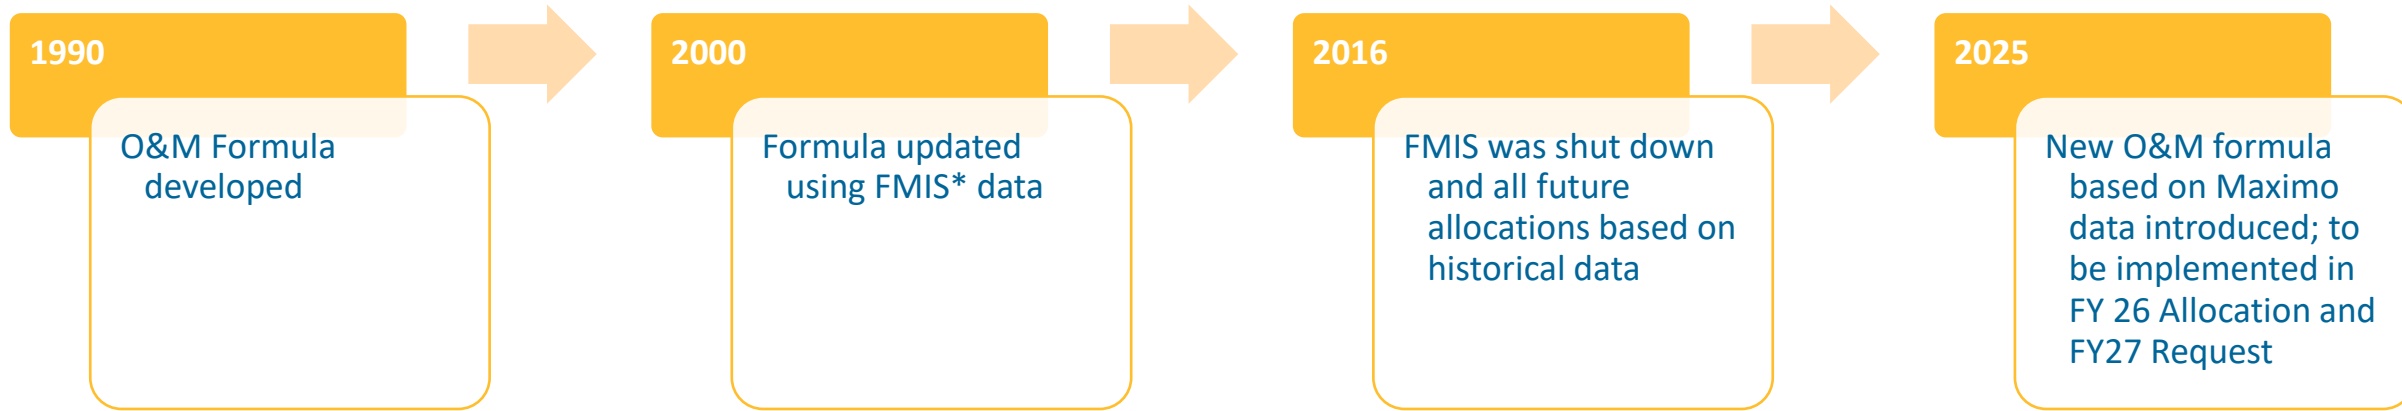 1990
O&M Formula
developed
2000
Formula updated
using FMIS* data
2016
FMIS was shut down
and all future
allocations based on
historical data
2025
New O&M formula
based on Maximo
data introduced; to
be implemented in
FY 26 Allocation and
FY27 Request